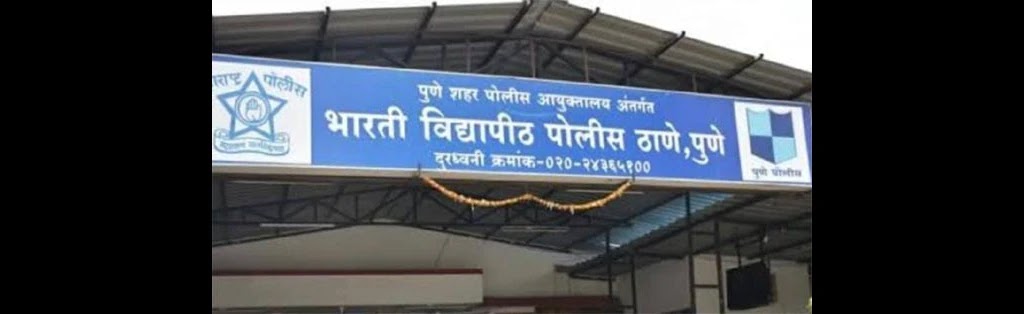 पुणे शहर पोलीस आयुक्तालय अंतर्गत
भारती विद्यापीठ पोलीस ठाणे, पुणे
दुरध्वनी क्रमांक-०२०-२४३६५१००
पोलीस
पुणे पोलीस